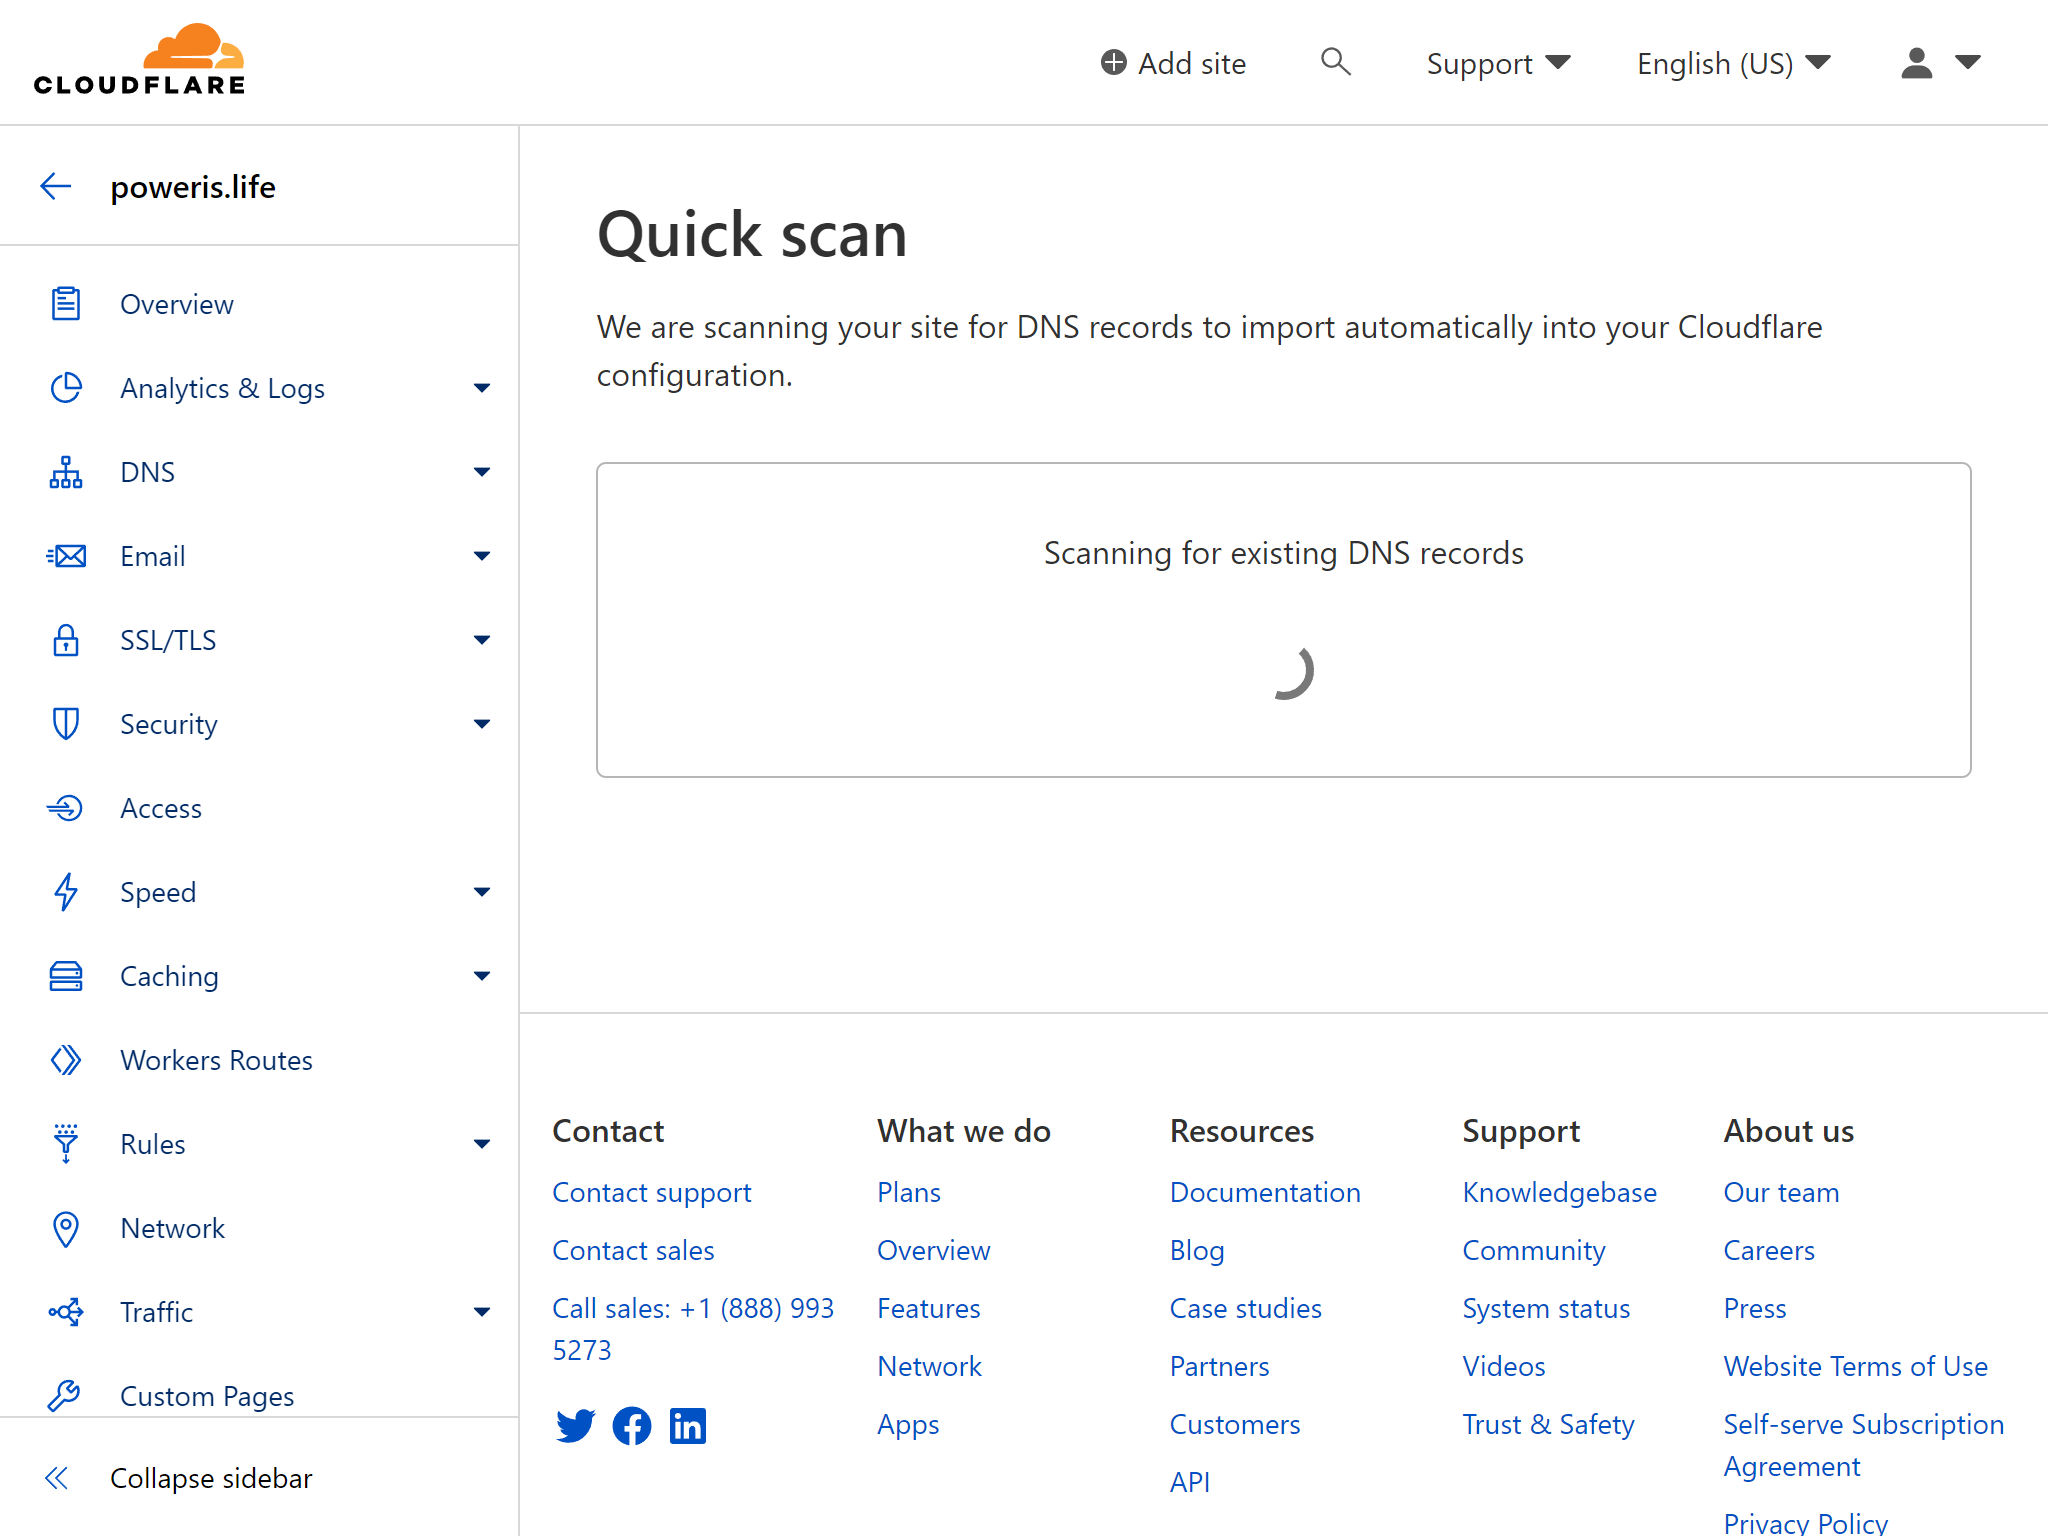 CLOUDFLARE
Add site
Support
English (US)
poweris.life
Overview
Analytics & Logs
DNS
Email
SSL/TLS
Security
Access
Speed
Caching
Workers Routes
Rules
Network
Traffic
Custom Pages
Collapse sidebar
Quick scan
We are scanning your site for DNS records to import automatically into your Cloudflare
configuration.
Scanning for existing DNS records
Contact
Contact support
Contact sales
Call sales: +1 (888) 993
5273
What we do
Plans
Overview
Features
Network
Apps
Resources
Documentation
Blog
Case studies
Partners
Customers
API
Support
Knowledgebase
Community
System status
Videos
Trust & Safety
About us
Our team
Careers
Press
Website Terms of Use
Self-serve Subscription
Agreement
Privacy Policy